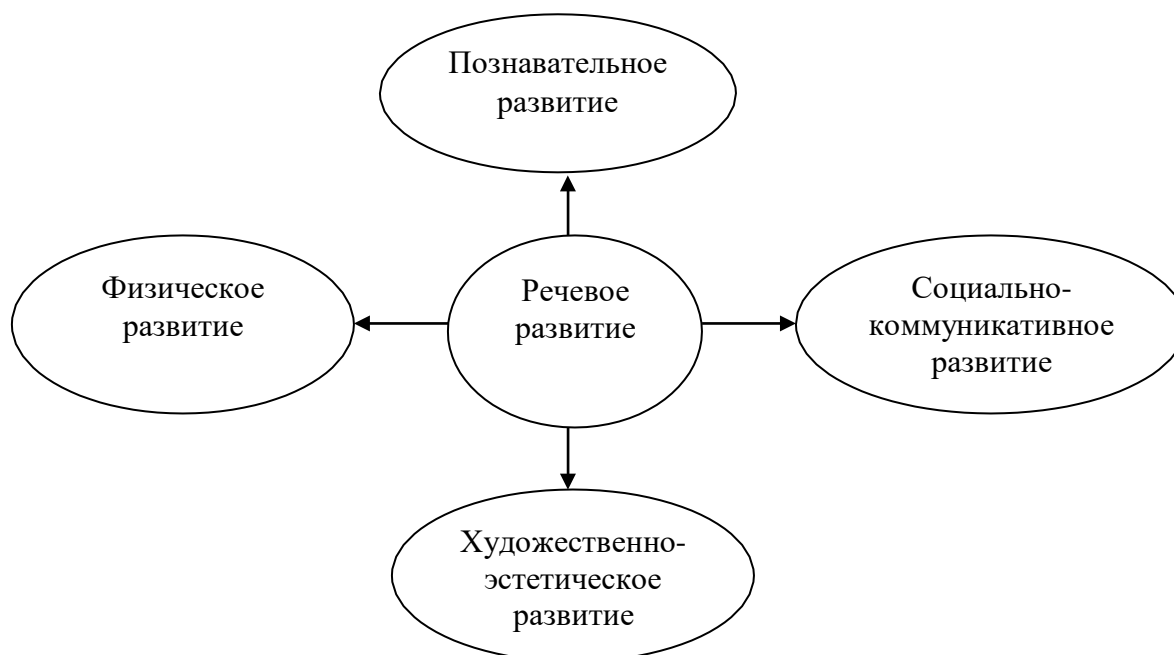 Познавательное
развитие
Физическое
развитие
Речевое
развитие
Социально-
коммуникативное
развитие
Художественно-
эстетическое
развитие